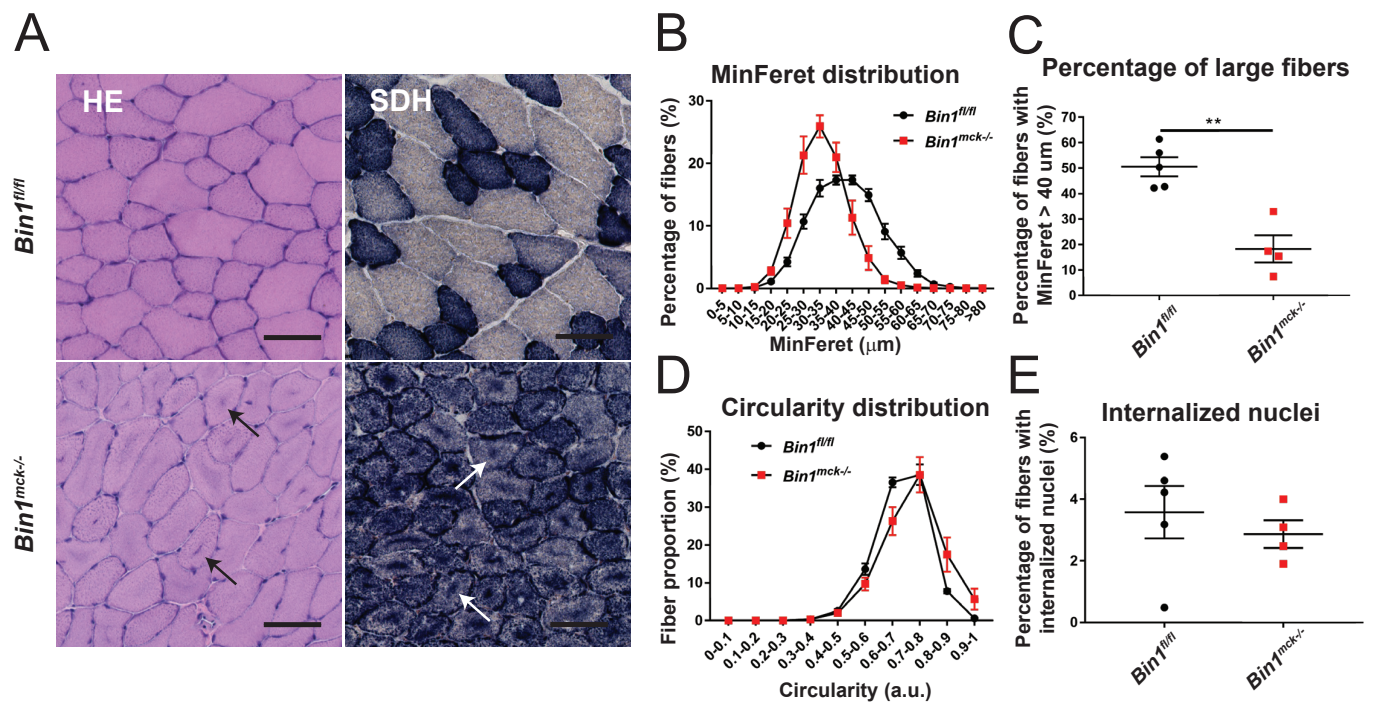 A
HE
SDH
Bin1fl/fl
Bin1mck-/-
B
MinFeret distribution
Percentage of fibers (%)
30
20
10
0
Bin1fl/fl
Bin1mck-/-
0-5
5-10
10-15
15-20
20-25
25-30
30-35
35-40
40-45
45-50
50-55
55-60
60-65
65-70
70-75
75-80
>80
MinFeret (μm)
C
Percentage of large fibers
Percentage of fibers with
MinFeret > 40 um (%)
70
60
50
40
30
20
10
0
**
Bin1fl/fl
Bin1mck-/-
D
Circularity distribution
Fiber proportion (%)
50
40
30
20
10
0
Bin1fl/fl
Bin1mck-/-
0-0.1
0.1-0.2
0.2-0.3
0.3-0.4
0.4-0.5
0.5-0.6
0.6-0.7
0.7-0.8
0.8-0.9
0.9-1
Circularity (a.u.)
E
Internalized nuclei
Percentage of fibers with
internalized nuclei (%)
6
4
2
0
Bin1fl/fl
Bin1mck-/-